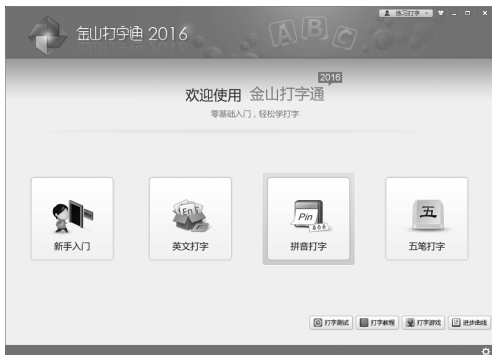 练习打字
金山打字通 2016
ABC
2016
欢迎使用 金山打字通
零基础入门，轻松学打字
En
Pin
五
新手入门
英文打字
拼音打字
五笔打字
打字测试
打字教程
打字游戏
进步曲线